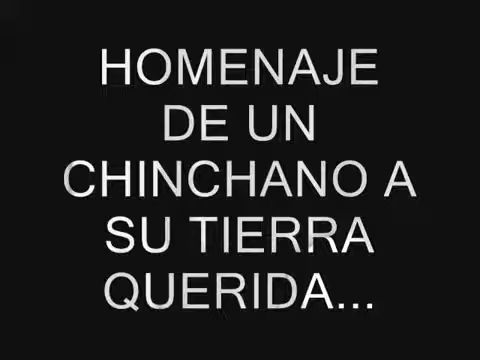 HOMENAJE
DE UN
CHINCHANO A
SU TIERRA
QUERIDA...